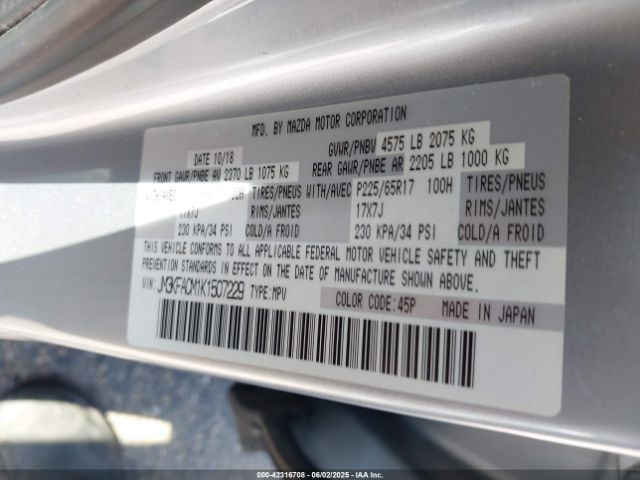 MFD. BY MAZDA MOTOR CORPORATION
DATE 10/18 GVWR/PNBV 4575 LB 2075 KG
FRONT GAWR/PNBE AV 2370 LB 1075 KG REAR GAWR/PNBE AR 2205 LB 1000 KG
WITH/AVEC 100H TIRES/PNEUS WITH/AVEC P225/65R17 100H TIRES/PNEUS
17X7J RIMS/JANTES 17X7J RIMS/JANTES
230 KPA/34 PSI COLD/A FROID 230 KPA/34 PSI COLD/A FROID
THIS VEHICLE CONFORMS TO ALL APPLICABLE FEDERAL MOTOR VEHICLE SAFETY AND THEFT
PREVENTION STANDARDS IN EFFECT ON THE DATE OF MANUFACTURE SHOWN ABOVE.
VIN: JM3KFACM1K1507229 TYPE:MPV COLOR CODE:45P MADE IN JAPAN
000-42316708 - 06/02/2025 - IAAI, Inc.